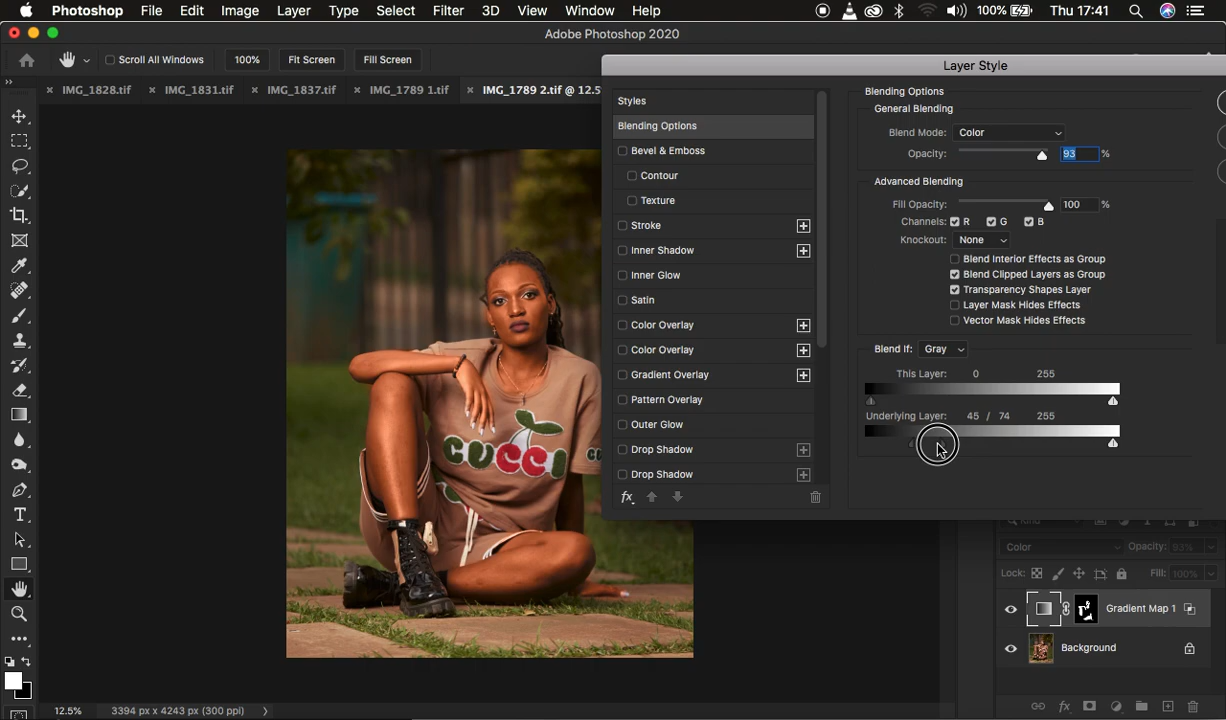 Photoshop File Edit Image Layer Type Select Filter 3D View Window Help 100% Thu 17:41
Adobe Photoshop 2020
Scroll All Windows 100% Fit Screen Fill Screen
Layer Style
IMG_1828.tif IMG_1831.tif IMG_1837.tif IMG_1789 1.tif IMG_1789 2.tif @ 12.5
Styles
Blending Options
Bevel & Emboss
Contour
Texture
Stroke
Inner Shadow
Inner Glow
Satin
Color Overlay
Color Overlay
Gradient Overlay
Pattern Overlay
Outer Glow
Drop Shadow
Drop Shadow
fx
Blending Options
General Blending
Blend Mode: Color
Opacity: 93 %
Advanced Blending
Fill Opacity: 100 %
Channels: R G B
Knockout: None
Blend Interior Effects as Group
Blend Clipped Layers as Group
Transparency Shapes Layer
Layer Mask Hides Effects
Vector Mask Hides Effects
Blend If: Gray
This Layer: 0 255
Underlying Layer: 45 / 74 255
CUCCI
Kind
Color Opacity: 93%
Lock: Fill: 100%
Gradient Map 1
Background
fx
12.5% 3394 px x 4243 px (300 ppi)